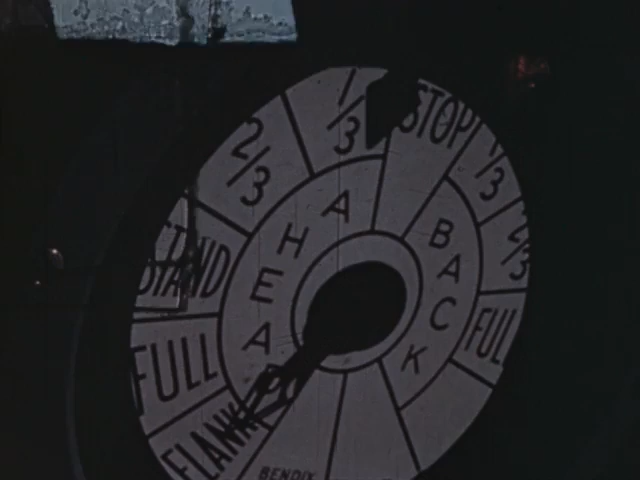 1/3
STOP
2/3
1/3
2/3
STAND
FULL
FULL
FLANK
AHEAD
BACK
BENDIX